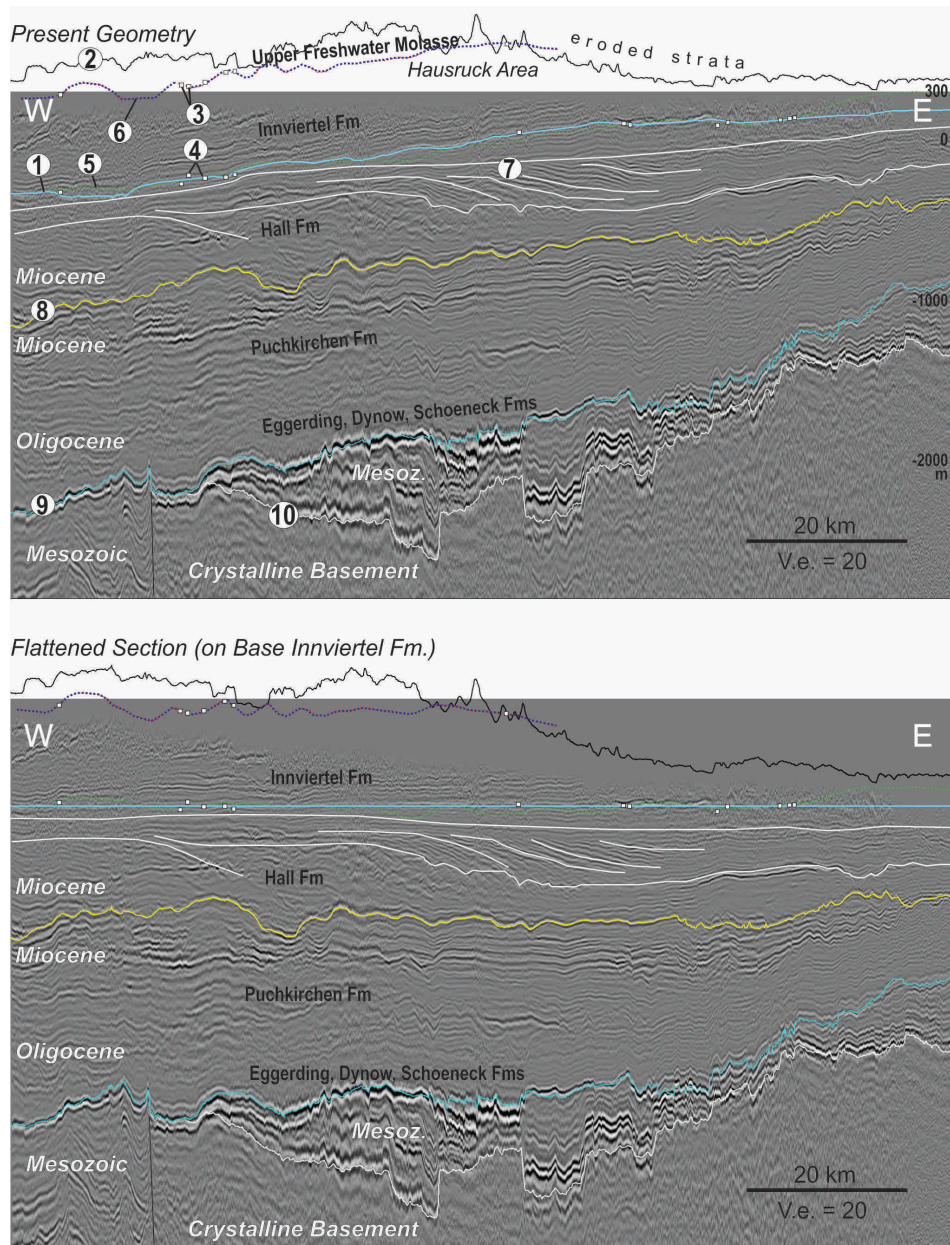 Present Geometry
2
Upper Freshwater Molasse
eroded strata
Hausruck Area
300
W
3
E
6
Innviertel Fm
0
4
1
5
7
Hall Fm
Miocene
8
-1000
Miocene
Puchkirchen Fm
Eggerding, Dynow, Schoeneck Fms
Oligocene
Mesoz.
-2000
m
9
10
20 km
Mesozoic
Crystalline Basement
V.e. = 20
Flattened Section (on Base Innviertel Fm.)
W
E
Innviertel Fm
Hall Fm
Miocene
Miocene
Puchkirchen Fm
Oligocene
Eggerding, Dynow, Schoeneck Fms
Mesoz.
Mesozoic
20 km
V.e. = 20
Crystalline Basement